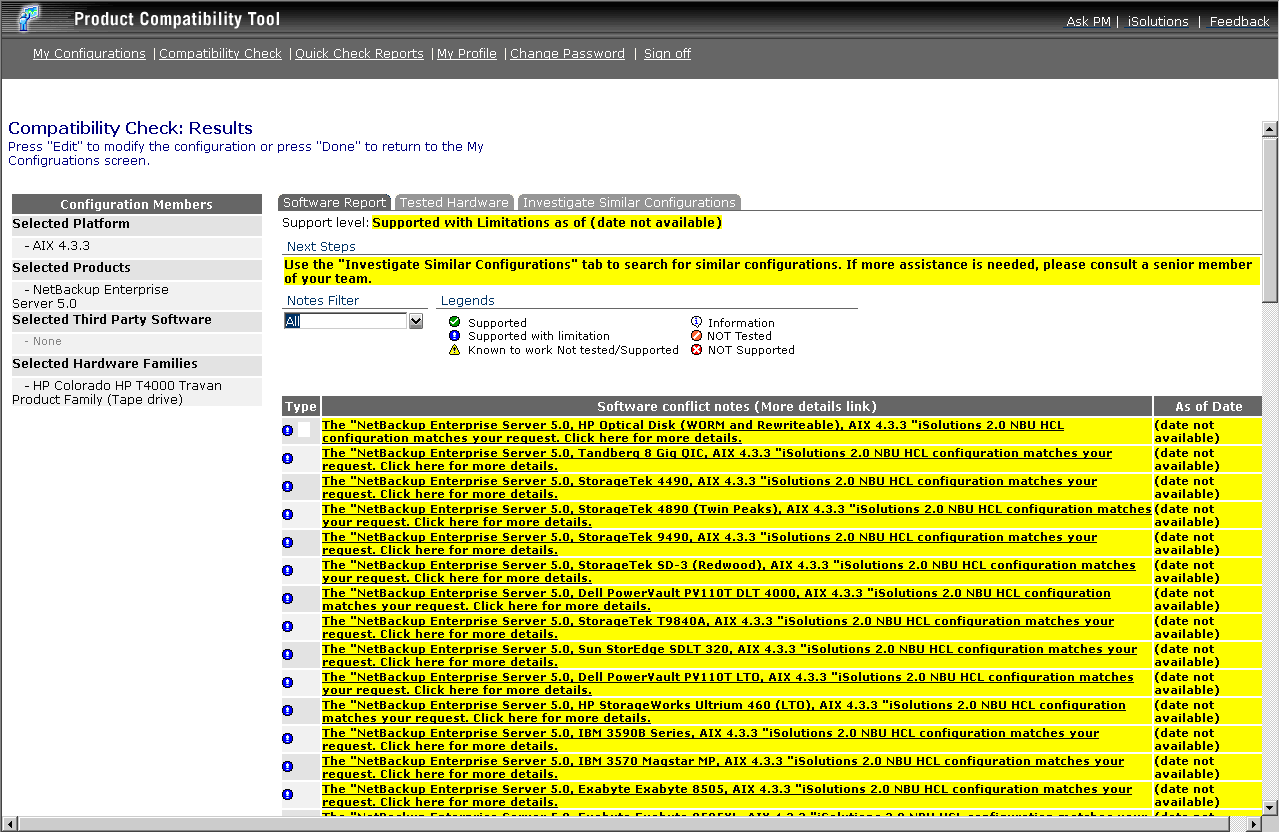 Product Compatibility Tool
Ask PM | iSolutions | Feedback
My Configurations | Compatibility Check | Quick Check Reports | My Profile | Change Password | Sign off
Compatibility Check: Results
Press "Edit" to modify the configuration or press "Done" to return to the My
Configruations screen.
Configuration Members
Selected Platform
- AIX 4.3.3
Selected Products
- NetBackup Enterprise
Server 5.0
Selected Third Party Software
- None
Selected Hardware Families
- HP Colorado HP T4000 Travan
Product Family (Tape drive)
Software Report Tested Hardware Investigate Similar Configurations
Support level: Supported with Limitations as of (date not available)
Next Steps
Use the "Investigate Similar Configurations" tab to search for similar configurations. If more assistance is needed, please consult a senior member
of your team.
Notes Filter
All
Legends
Supported
Supported with limitation
Known to work Not tested/Supported
Information
NOT Tested
NOT Supported
Type Software conflict notes (More details link) As of Date
The "NetBackup Enterprise Server 5.0, HP Optical Disk (WORM and Rewriteable), AIX 4.3.3 "iSolutions 2.0 NBU HCL (date not
configuration matches your request. Click here for more details. available)
The "NetBackup Enterprise Server 5.0, Tandberg 8 Gig QIC, AIX 4.3.3 "iSolutions 2.0 NBU HCL configuration matches your (date not
request. Click here for more details. available)
The "NetBackup Enterprise Server 5.0, StorageTek 4490, AIX 4.3.3 "iSolutions 2.0 NBU HCL configuration matches your (date not
request. Click here for more details. available)
The "NetBackup Enterprise Server 5.0, StorageTek 4890 (Twin Peaks), AIX 4.3.3 "iSolutions 2.0 NBU HCL configuration matches (date not
your request. Click here for more details. available)
The "NetBackup Enterprise Server 5.0, StorageTek 9490, AIX 4.3.3 "iSolutions 2.0 NBU HCL configuration matches your (date not
request. Click here for more details. available)
The "NetBackup Enterprise Server 5.0, StorageTek SD-3 (Redwood), AIX 4.3.3 "iSolutions 2.0 NBU HCL configuration matches (date not
your request. Click here for more details. available)
The "NetBackup Enterprise Server 5.0, Dell PowerVault PV110T DLT 4000, AIX 4.3.3 "iSolutions 2.0 NBU HCL configuration (date not
matches your request. Click here for more details. available)
The "NetBackup Enterprise Server 5.0, StorageTek T9840A, AIX 4.3.3 "iSolutions 2.0 NBU HCL configuration matches your (date not
request. Click here for more details. available)
The "NetBackup Enterprise Server 5.0, Sun StorEdge SDLT 320, AIX 4.3.3 "iSolutions 2.0 NBU HCL configuration matches your (date not
request. Click here for more details. available)
The "NetBackup Enterprise Server 5.0, Dell PowerVault PV110T LTO, AIX 4.3.3 "iSolutions 2.0 NBU HCL configuration matches (date not
your request. Click here for more details. available)
The "NetBackup Enterprise Server 5.0, HP StorageWorks Ultrium 460 (LTO), AIX 4.3.3 "iSolutions 2.0 NBU HCL configuration (date not
matches your request. Click here for more details. available)
The "NetBackup Enterprise Server 5.0, IBM 3590B Series, AIX 4.3.3 "iSolutions 2.0 NBU HCL configuration matches your (date not
request. Click here for more details. available)
The "NetBackup Enterprise Server 5.0, IBM 3570 Magstar MP, AIX 4.3.3 "iSolutions 2.0 NBU HCL configuration matches your (date not
request. Click here for more details. available)
The "NetBackup Enterprise Server 5.0, Exabyte Exabyte 8505, AIX 4.3.3 "iSolutions 2.0 NBU HCL configuration matches your (date not
request. Click here for more details. available)